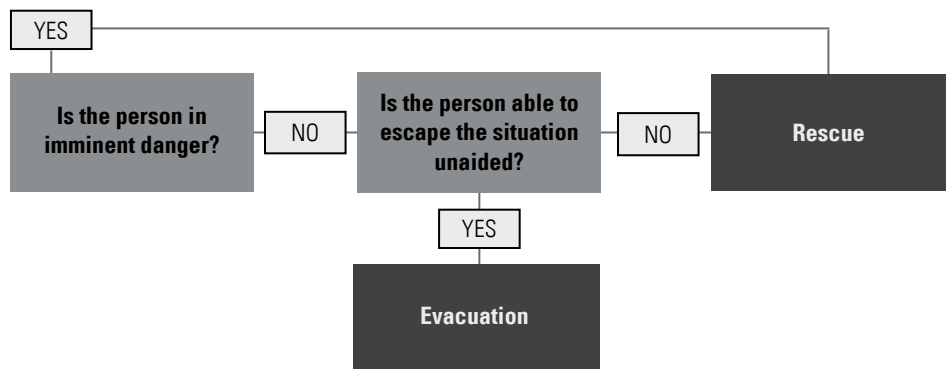 YES
Is the person in
imminent danger?
NO
Is the person able to
escape the situation
unaided?
NO
Rescue
YES
Evacuation